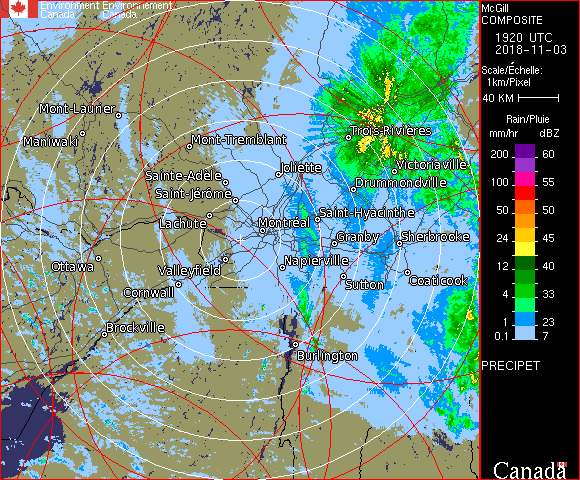 Environment Environnement
Canada Canada
McGill
COMPOSITE
1920 UTC
2018-11-03
Scale/Échelle:
1km/Pixel
40 KM
Rain/Pluie
mm/hr dBZ
200 60
100 55
50 50
24 45
12 40
4 33
1 23
0.1 7
PRECIPET
Canada
Mont-Laurier
Maniwaki
Mont-Tremblant
Trois-Rivières
Joliette
Victoriaville
Sainte-Adèle
Drummondville
Saint-Jérôme
Saint-Hyacinthe
Lachute
Montréal
Granby
Sherbrooke
Ottawa
Valleyfield
Napierville
Coaticook
Cornwall
Sutton
Brockville
Burlington